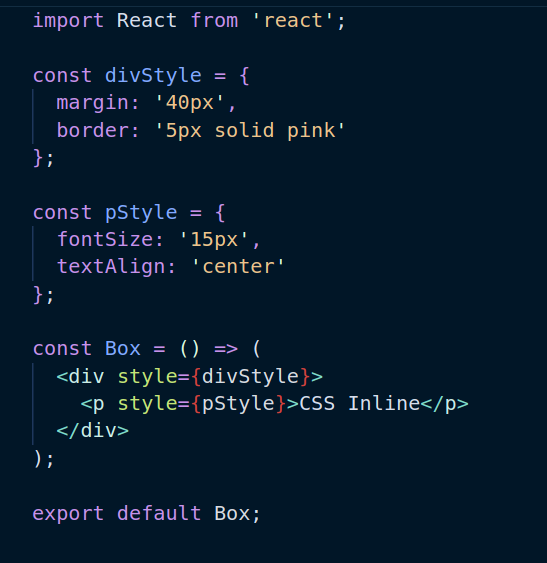 import React from 'react';
const divStyle = {
  margin: '40px',
  border: '5px solid pink'
};
const pStyle = {
  fontSize: '15px',
  textAlign: 'center'
};
const Box = () => (
  <div style={divStyle}>
    <p style={pStyle}>CSS Inline</p>
  </div>
);
export default Box;